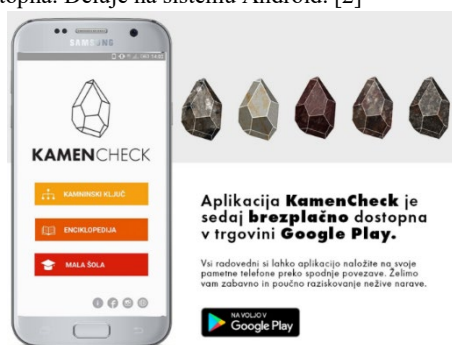 topna. Deluje na sistemu Android. [2]
SAMSUNG
KAMENCHECK
KAMNINSKI KLJUČ
ENCIKLOPEDIJA
MALA ŠOLA
Aplikacija KamenCheck je
sedaj brezplačno dostopna
v trgovini Google Play.
Vsi radovedni si lahko aplikacijo naložite na svoje
pametne telefone preko spodnje povezave. Želimo
vam zabavno in poučno raziskovanje nežive narave.
NA VOLJO V
Google Play